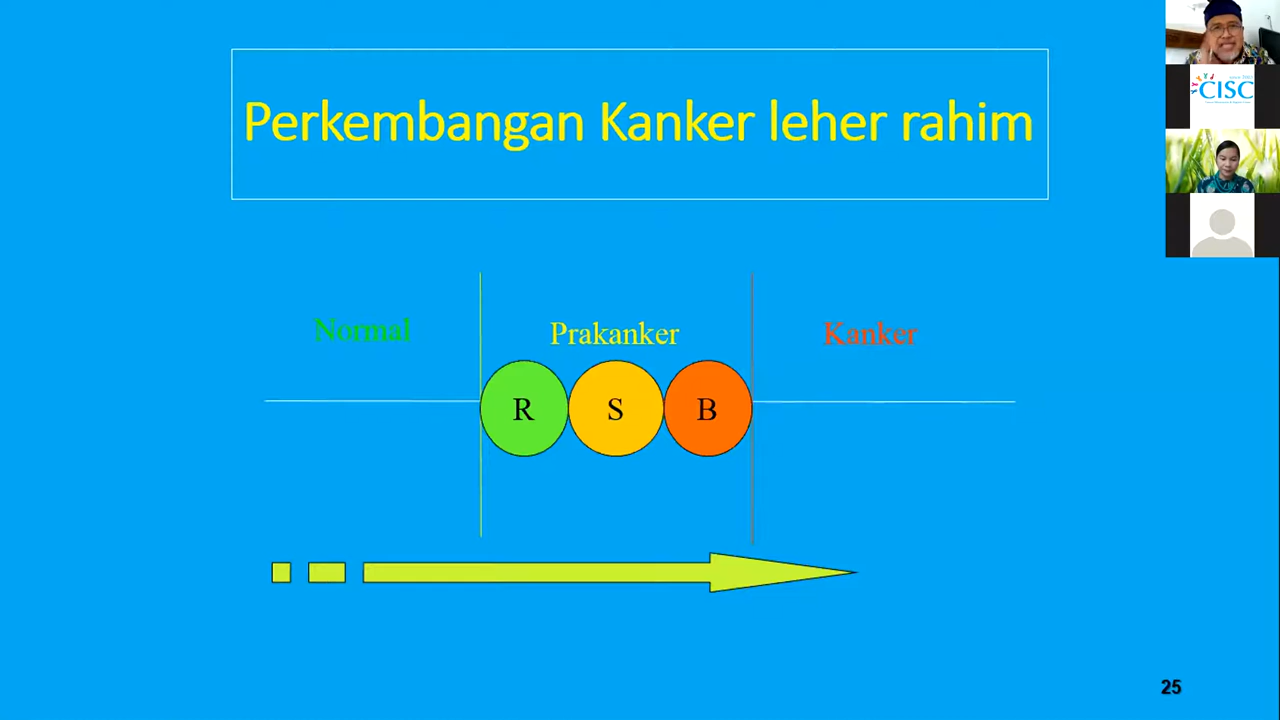 Perkembangan Kanker leher rahim
Normal
Prakanker
Kanker
R
S
B
25
CISC